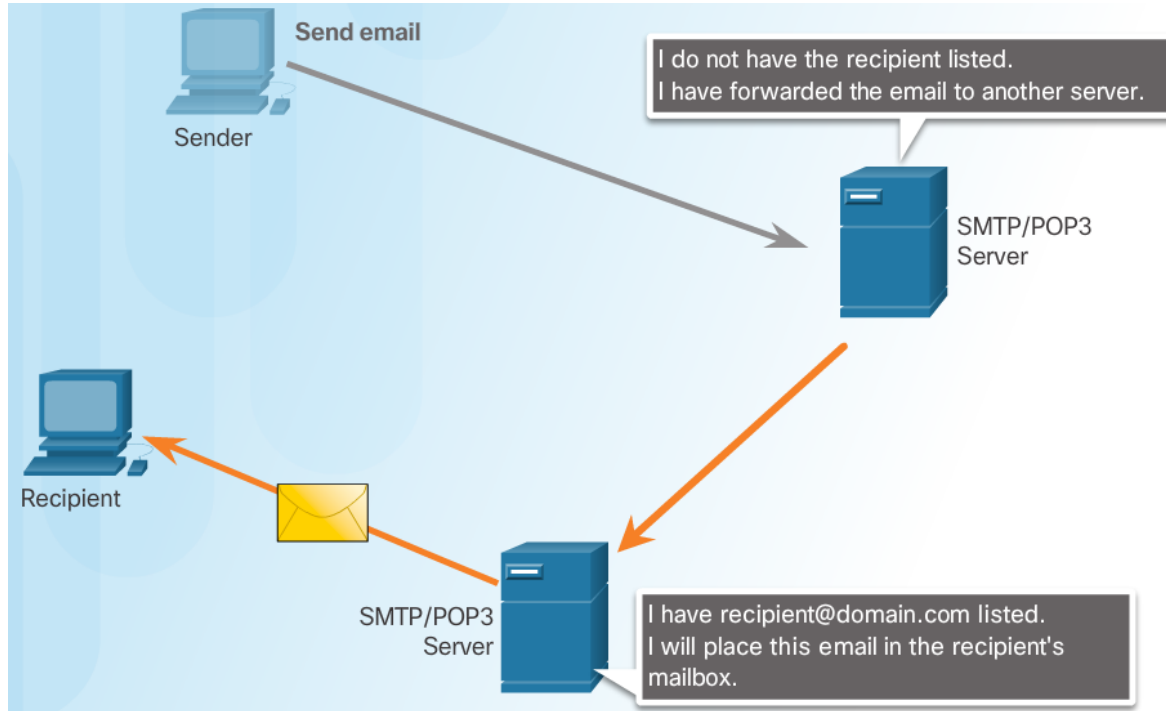 Send email
I do not have the recipient listed.
I have forwarded the email to another server.
Sender
SMTP/POP3
Server
Recipient
SMTP/POP3
Server
I have recipient@domain.com listed.
I will place this email in the recipient's
mailbox.